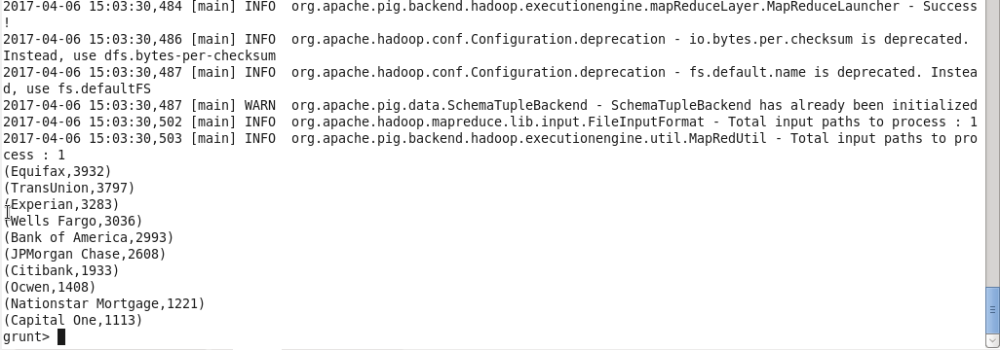 2017-04-06 15:03:30,484 [main] INFO  org.apache.pig.backend.hadoop.executionengine.mapReduceLayer.MapReduceLauncher - Success
!
2017-04-06 15:03:30,486 [main] INFO  org.apache.hadoop.conf.Configuration.deprecation - io.bytes.per.checksum is deprecated.
Instead, use dfs.bytes-per-checksum
2017-04-06 15:03:30,487 [main] INFO  org.apache.hadoop.conf.Configuration.deprecation - fs.default.name is deprecated. Instea
d, use fs.defaultFS
2017-04-06 15:03:30,487 [main] WARN  org.apache.pig.data.SchemaTupleBackend - SchemaTupleBackend has already been initialized
2017-04-06 15:03:30,502 [main] INFO  org.apache.hadoop.mapreduce.lib.input.FileInputFormat - Total input paths to process : 1
2017-04-06 15:03:30,503 [main] INFO  org.apache.pig.backend.hadoop.executionengine.util.MapRedUtil - Total input paths to pro
cess : 1
(Equifax,3932)
(TransUnion,3797)
(Experian,3283)
(Wells Fargo,3036)
(Bank of America,2993)
(JPMorgan Chase,2608)
(Citibank,1933)
(Ocwen,1408)
(Nationstar Mortgage,1221)
(Capital One,1113)
grunt>